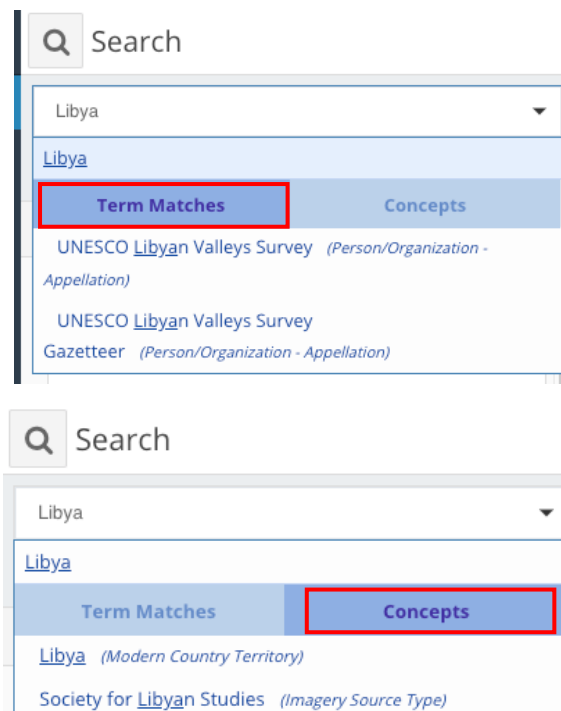 Search
Libya
Libya
Term Matches Concepts
UNESCO Libyan Valleys Survey (Person/Organization -
Appellation)
UNESCO Libyan Valleys Survey
Gazetteer (Person/Organization - Appellation)
Search
Libya
Libya
Term Matches Concepts
Libya (Modern Country Territory)
Society for Libyan Studies (Imagery Source Type)